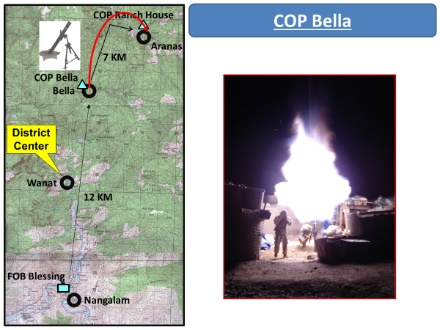 COP Bella
COP Ranch House
Aranas
7 KM
COP Bella
Bella
District
Center
Wanat
12 KM
FOB Blessing
Nangalam